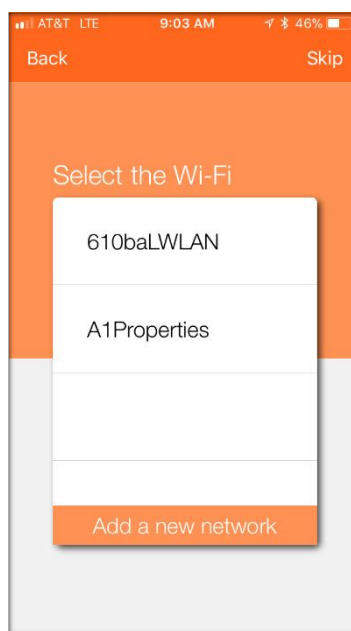 AT&T LTE 9:03 AM 46%
Back Skip
Select the Wi-Fi
610baLWLAN
A1Properties
Add a new network